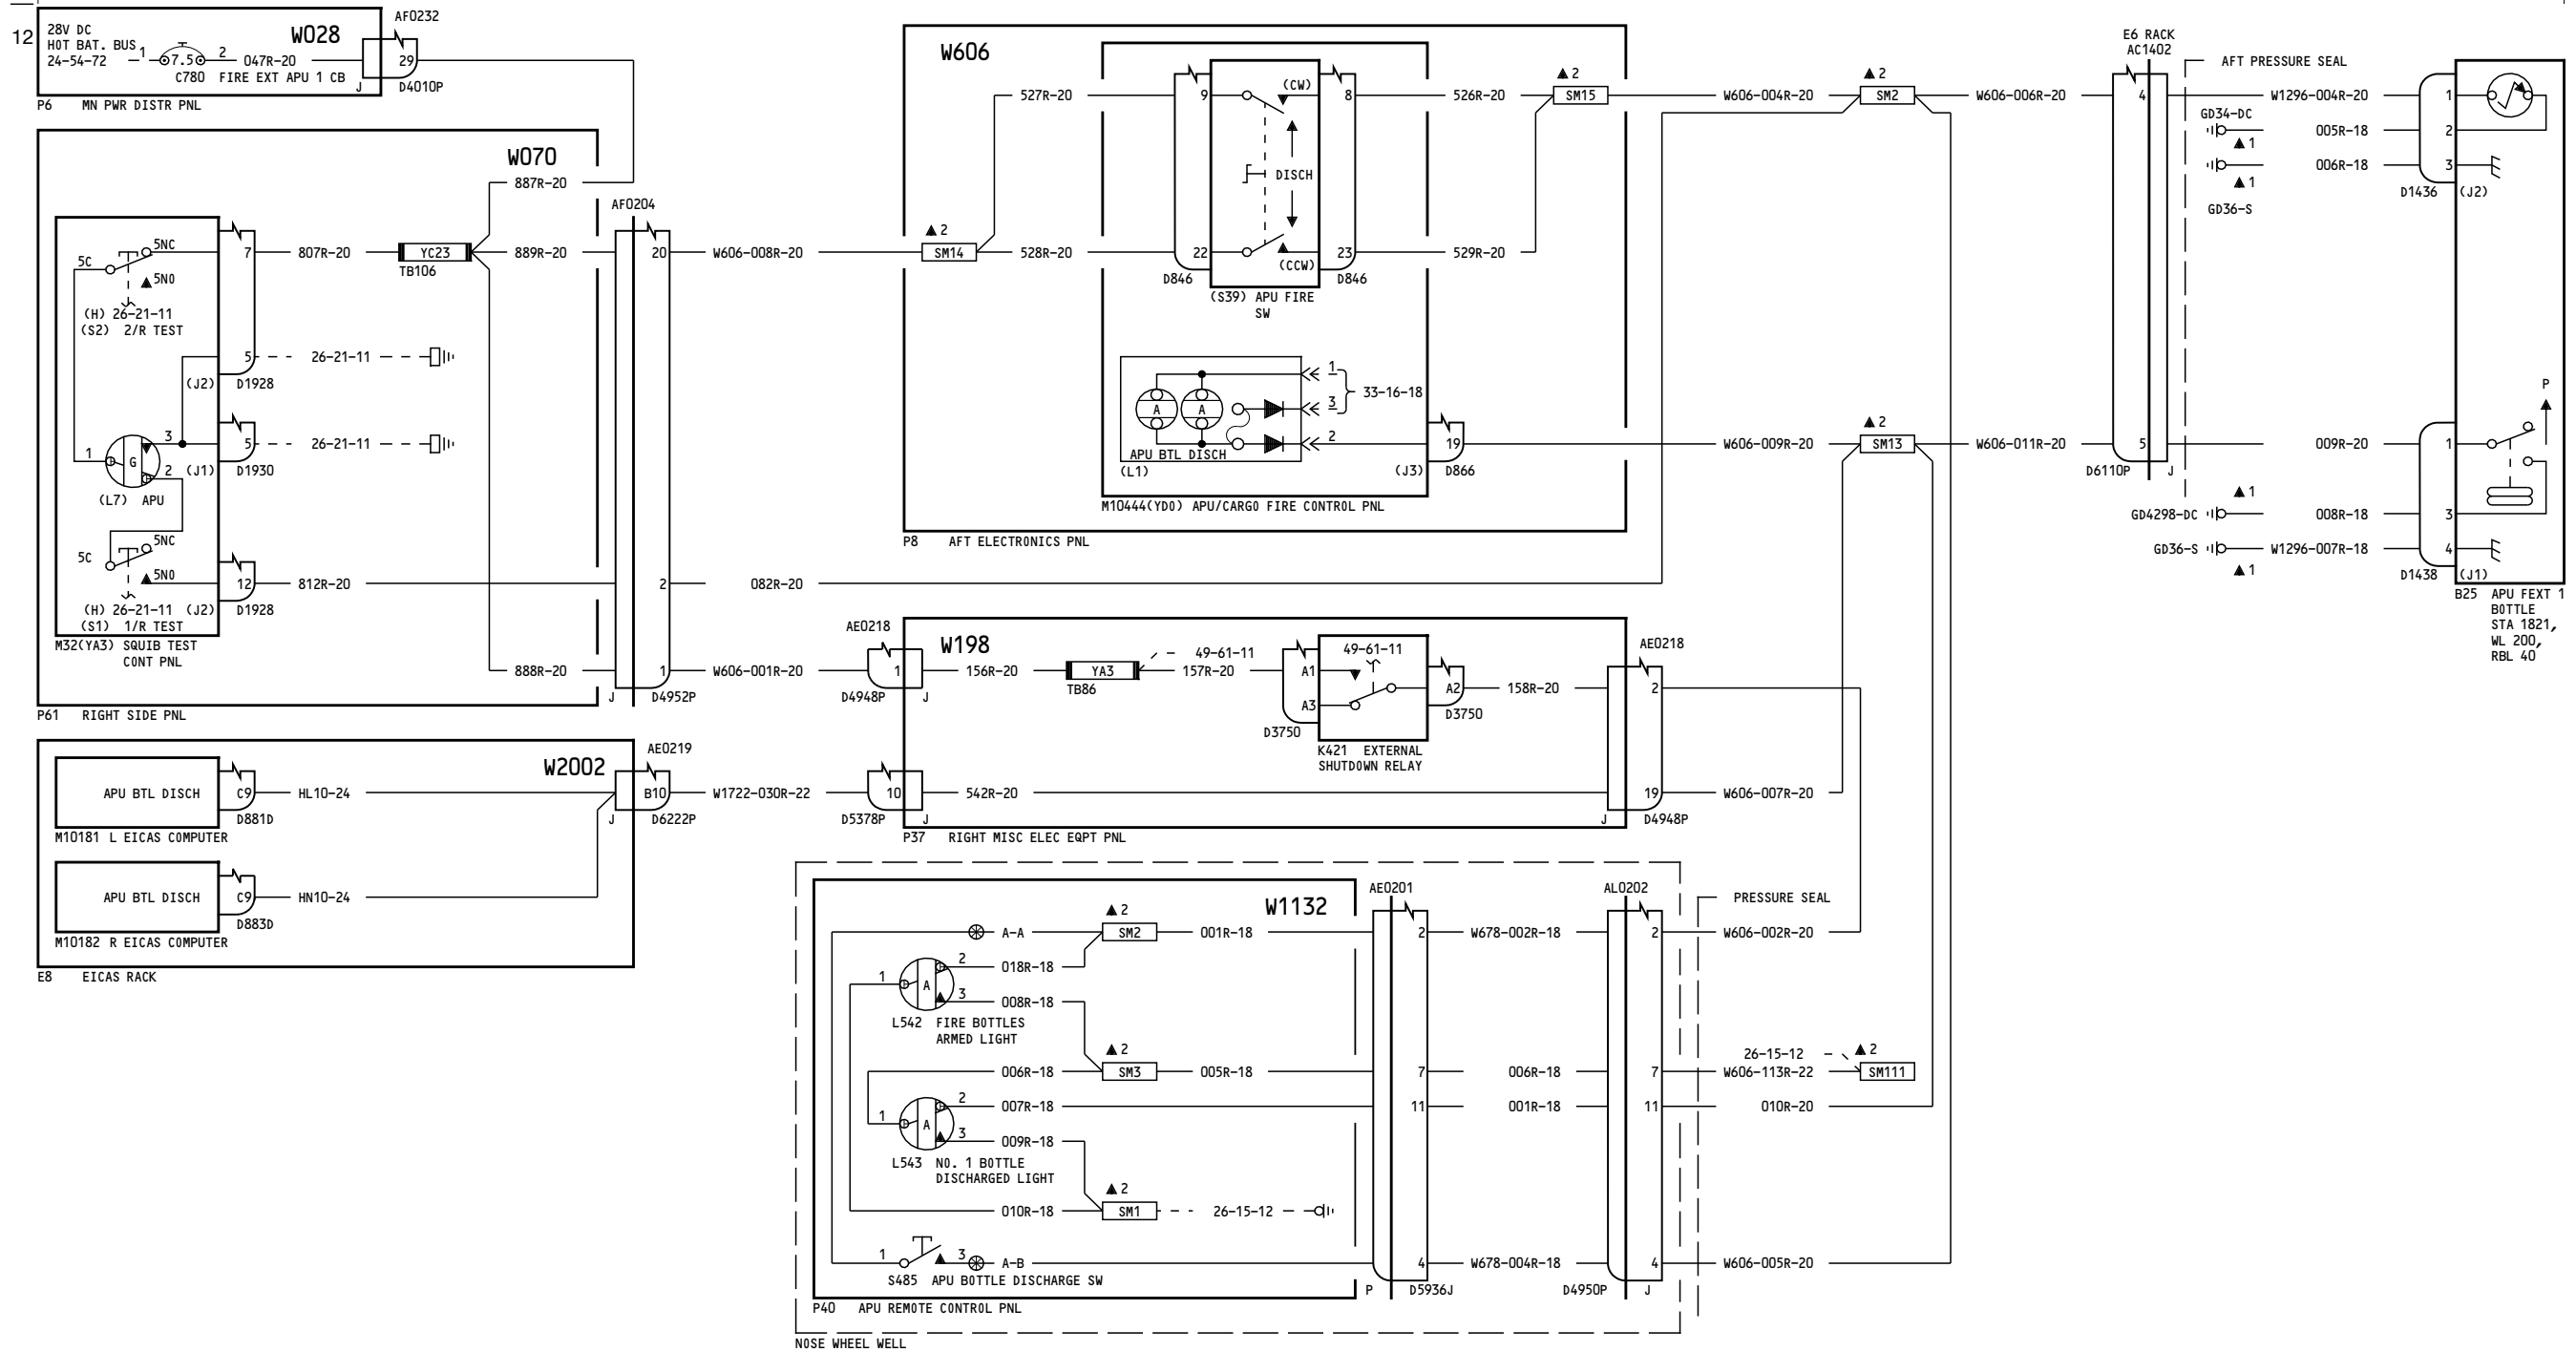 12
28V DC
HOT BAT. BUS
24-54-72
1
7.5
2
047R-20
C780 FIRE EXT APU 1 CB
W028
J
AF0232
29
D4010P
P6 MN PWR DISTR PNL
W070
887R-20
AF0204
5C
5NC
5NO
(H) 26-21-11
(S2) 2/R TEST
7
807R-20
YC23
TB106
889R-20
20
W606-008R-20
5
26-21-11
(J2)
D1928
5
26-21-11
(J1)
D1930
1
G
3
2
(L7) APU
5C
5NC
5NO
12
812R-20
2
082R-20
(H) 26-21-11
(J2)
D1928
(S1) 1/R TEST
M32(YA3) SQUIB TEST
CONT PNL
888R-20
1
W606-001R-20
J
D4952P
P61 RIGHT SIDE PNL
W2002
APU BTL DISCH
C9
HL10-24
D881D
M10181 L EICAS COMPUTER
APU BTL DISCH
C9
HN10-24
D883D
M10182 R EICAS COMPUTER
E8 EICAS RACK
AE0219
B10
J
D6222P
W1722-030R-22
W606
2
SM14
527R-20
528R-20
9
22
D846
(CW)
DISCH
(CCW)
8
23
D846
(S39) APU FIRE
SW
526R-20
529R-20
2
SM15
A
A
APU BTL DISCH
(L1)
1
3
2
33-16-18
19
(J3)
D866
M10444(YD0) APU/CARGO FIRE CONTROL PNL
P8 AFT ELECTRONICS PNL
W606-004R-20
2
SM2
W606-006R-20
W606-009R-20
2
SM13
W606-011R-20
E6 RACK
AC1402
4
5
D6110P
J
AFT PRESSURE SEAL
W1296-004R-20
GD34-DC
1
005R-18
006R-18
1
GD36-S
1
2
3
D1436
(J2)
009R-20
1
GD4298-DC
008R-18
GD36-S
W1296-007R-18
1
1
3
4
D1438
(J1)
P
B25 APU FEXT 1
BOTTLE
STA 1821,
WL 200,
RBL 40
AE0218
W198
1
D4948P
J
156R-20
YA3
TB86
49-61-11
157R-20
A1
A3
D3750
49-61-11
A2
D3750
K421 EXTERNAL
SHUTDOWN RELAY
158R-20
AE0218
2
10
D5378P
J
542R-20
19
J
D4948P
W606-007R-20
P37 RIGHT MISC ELEC EQPT PNL
W1132
A-A
2
SM2
001R-18
1
A
2
018R-18
3
008R-18
L542 FIRE BOTTLES
ARMED LIGHT
006R-18
2
SM3
005R-18
1
A
2
007R-18
3
009R-18
L543 NO. 1 BOTTLE
DISCHARGED LIGHT
010R-18
2
SM1
26-15-12
1
3
A-B
S485 APU BOTTLE DISCHARGE SW
P40 APU REMOTE CONTROL PNL
NOSE WHEEL WELL
AE0201
2
7
11
4
P
D5936J
W678-002R-18
006R-18
001R-18
W678-004R-18
AL0202
2
7
11
4
D4950P
J
PRESSURE SEAL
W606-002R-20
26-15-12
2
W606-113R-22
SM111
010R-20
W606-005R-20